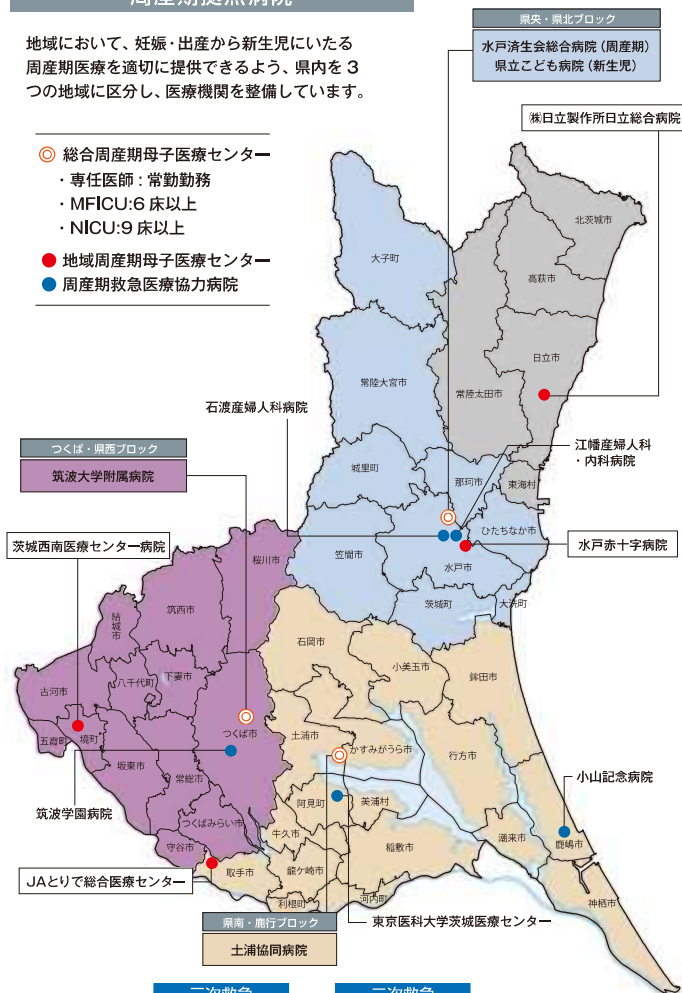 周産期拠点病院
地域において、妊娠・出産から新生児にいたる
周産期医療を適切に提供できるよう、県内を3
つの地域に区分し、医療機関を整備しています。
総合周産期母子医療センター
・専任医師:常勤勤務
・MFICU:6床以上
・NICU:9床以上
地域周産期母子医療センター
周産期救急医療協力病院
県央・県北ブロック
水戸済生会総合病院(周産期)
県立こども病院(新生児)
㈱日立製作所日立総合病院
北茨城市
大子町
高萩市
日立市
常陸大宮市
常陸太田市
石渡産婦人科病院
江幡産婦人科
・内科病院
つくば・県西ブロック
筑波大学附属病院
城里町
那珂市
東海村
ひたちなか市
水戸赤十字病院
茨城西南医療センター病院
桜川市
笠間市
水戸市
茨城町
大洗町
筑西市
結城市
石岡市
小美玉市
鉾田市
古河市
八千代町
下妻市
五霞町
境町
つくば市
土浦市
かすみがうら市
行方市
坂東市
常総市
筑波学園病院
小山記念病院
阿見町
美浦村
つくばみらい市
牛久市
稲敷市
潮来市
鹿嶋市
守谷市
取手市
龍ケ崎市
JAとりで総合医療センター
利根町
河内町
神栖市
県南・鹿行ブロック
土浦協同病院
東京医科大学茨城医療センター